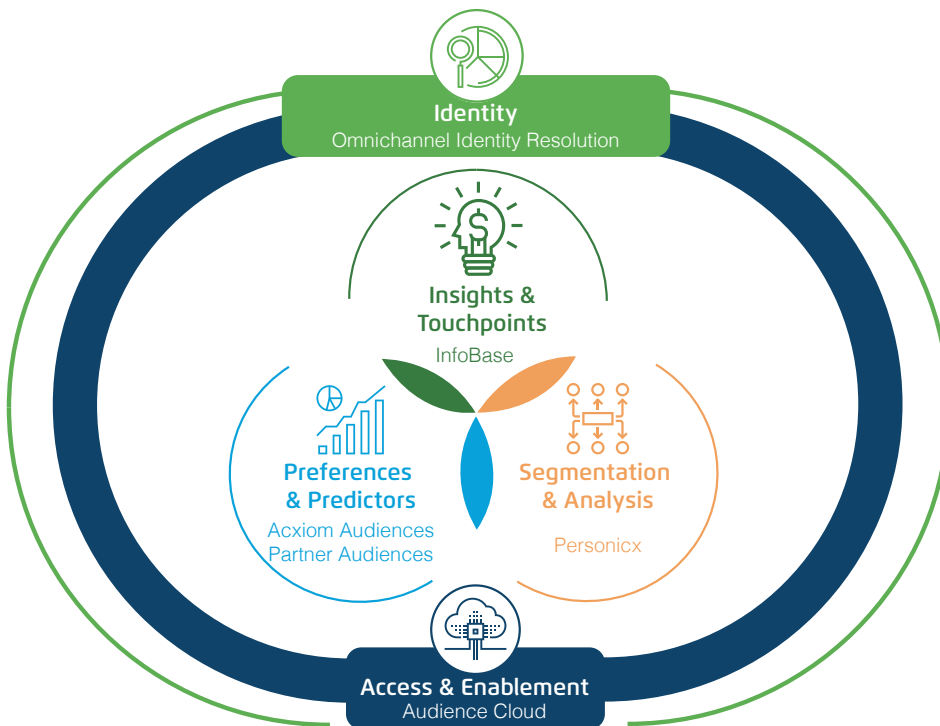 Identity
Omnichannel Identity Resolution
Insights &
Touchpoints
InfoBase
Preferences
& Predictors
Acxiom Audiences
Partner Audiences
Segmentation
& Analysis
Personicx
Access & Enablement
Audience Cloud